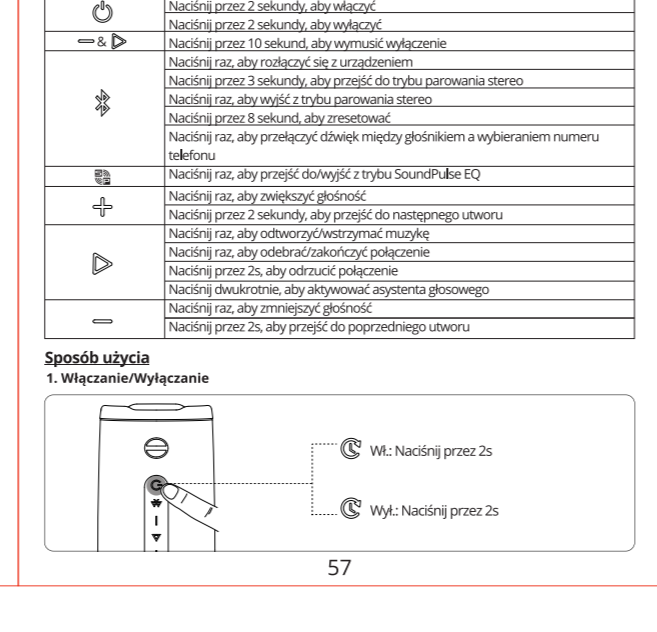 Naciśnij przez 2 sekundy, aby włączyć
Naciśnij przez 2 sekundy, aby wyłączyć
&
Naciśnij przez 10 sekund, aby wymusić wyłączenie
Naciśnij raz, aby rozłączyć się z urządzeniem
Naciśnij przez 3 sekundy, aby przejść do trybu parowania stereo
Naciśnij raz, aby wyjść z trybu parowania stereo
Naciśnij przez 8 sekund, aby zresetować
Naciśnij raz, aby przełączyć dźwięk między głośnikiem a wybieraniem numeru
telefonu
Naciśnij raz, aby przejść do/wyjść z trybu SoundPulse EQ
Naciśnij raz, aby zwiększyć głośność
Naciśnij przez 2 sekundy, aby przejść do następnego utworu
Naciśnij raz, aby odtworzyć/wstrzymać muzykę
Naciśnij raz, aby odebrać/zakończyć połączenie
Naciśnij przez 2s, aby odrzucić połączenie
Naciśnij dwukrotnie, aby aktywować asystenta głosowego
Naciśnij raz, aby zmniejszyć głośność
Naciśnij przez 2s, aby przejść do poprzedniego utworu
Sposób użycia
1. Włączanie/Wyłączanie
Wł.: Naciśnij przez 2s
Wył.: Naciśnij przez 2s
57